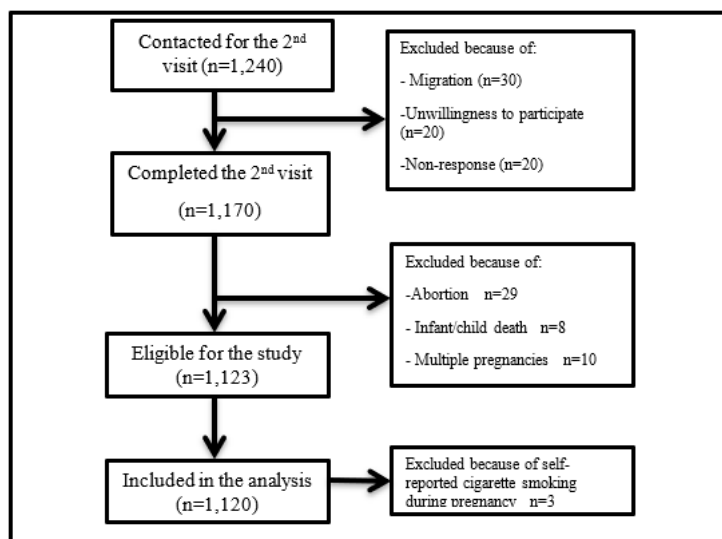 Contacted for the 2nd
visit (n=1,240)
Excluded because of:
- Migration (n=30)
-Unwillingness to participate
(n=20)
-Non-response (n=20)
Completed the 2nd visit
(n=1,170)
Excluded because of:
-Abortion n=29
- Infant/child death n=8
- Multiple pregnancies n=10
Eligible for the study
(n=1,123)
Included in the analysis
(n=1,120)
Excluded because of self-
reported cigarette smoking
during pregnancy n=3